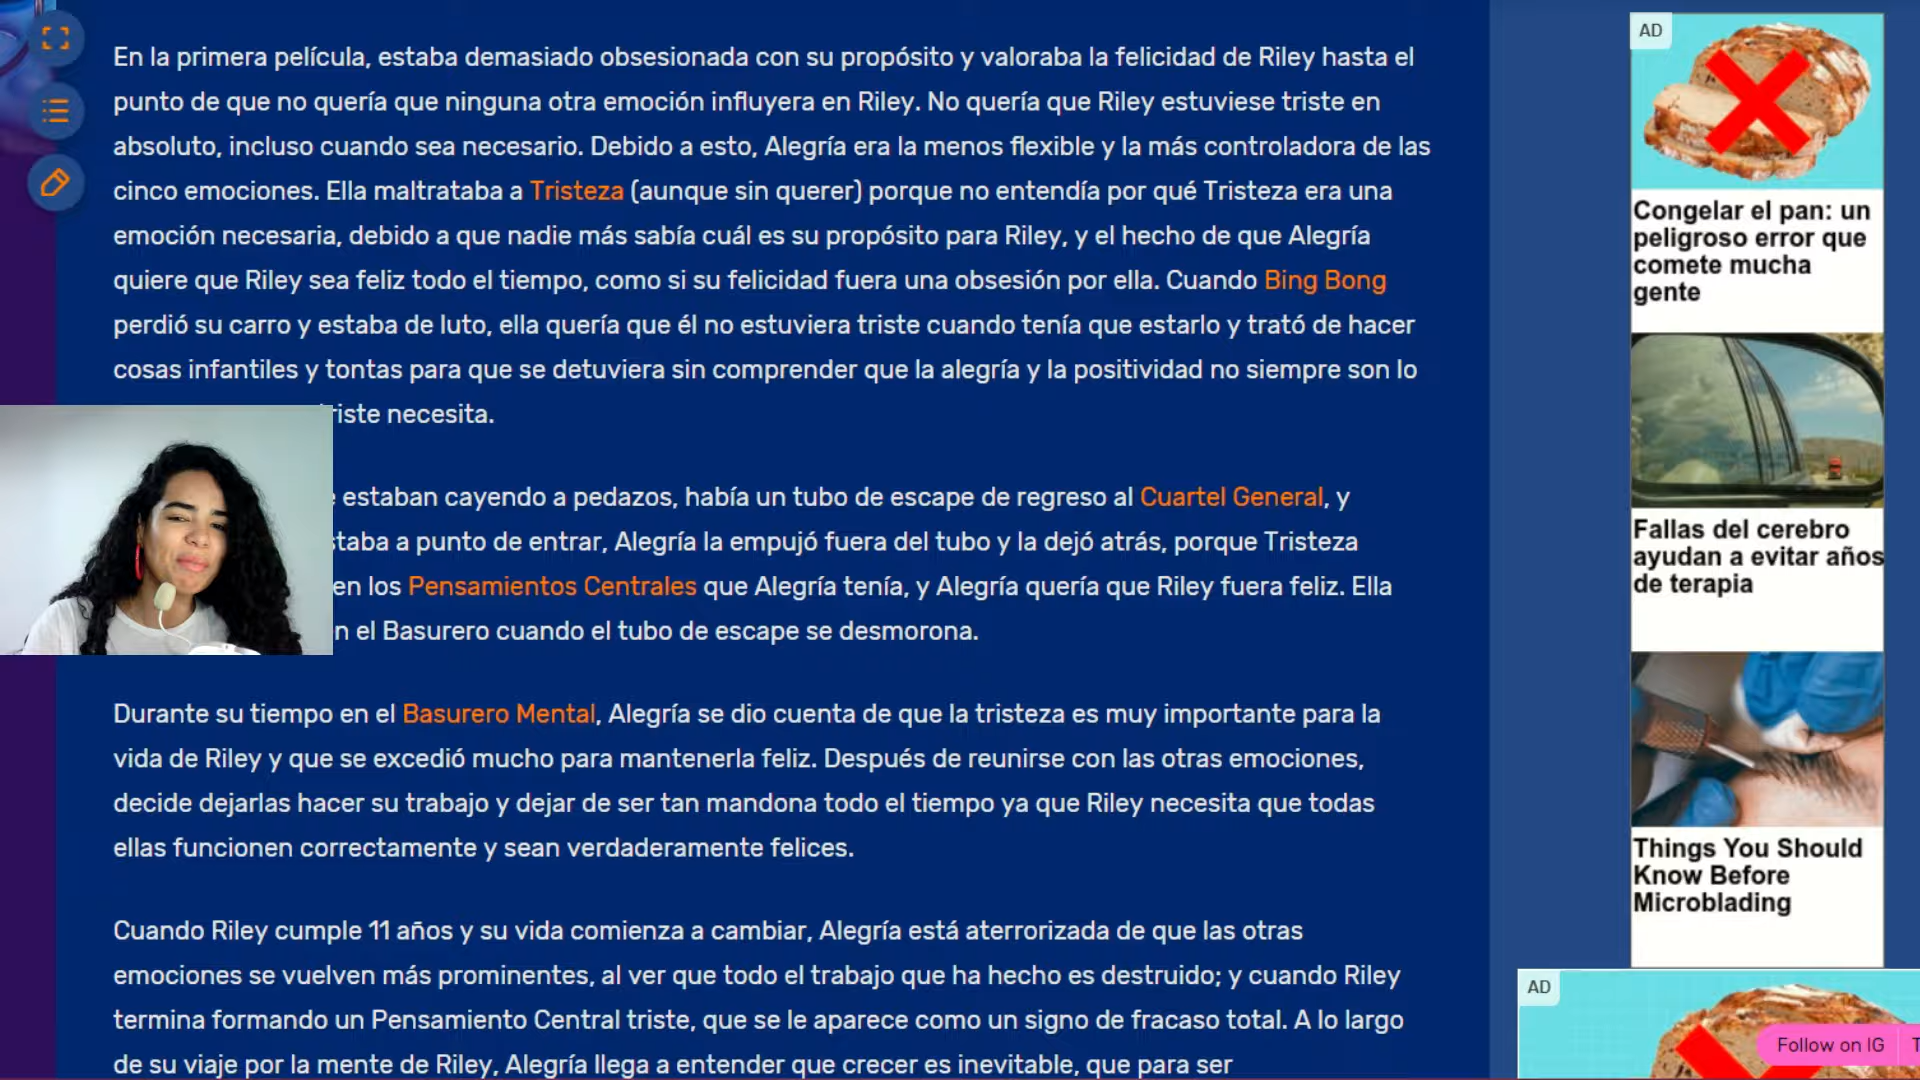 En la primera película, estaba demasiado obsesionada con su propósito y valoraba la felicidad de Riley hasta el
punto de que no quería que ninguna otra emoción influyera en Riley. No quería que Riley estuviese triste en
absoluto, incluso cuando sea necesario. Debido a esto, Alegría era la menos flexible y la más controladora de las
cinco emociones. Ella maltrataba a Tristeza (aunque sin querer) porque no entendía por qué Tristeza era una
emoción necesaria, debido a que nadie más sabía cuál es su propósito para Riley, y el hecho de que Alegría
quiere que Riley sea feliz todo el tiempo, como si su felicidad fuera una obsesión por ella. Cuando Bing Bong
perdió su carro y estaba de luto, ella quería que él no estuviera triste cuando tenía que estarlo y trató de hacer
cosas infantiles y tontas para que se detuviera sin comprender que la alegría y la positividad no siempre son lo
riste necesita.
estaban cayendo a pedazos, había un tubo de escape de regreso al Cuartel General, y
staba a punto de entrar, Alegría la empujó fuera del tubo y la dejó atrás, porque Tristeza
en los Pensamientos Centrales que Alegría tenía, y Alegría quería que Riley fuera feliz. Ella
n el Basurero cuando el tubo de escape se desmorona.
Durante su tiempo en el Basurero Mental, Alegría se dio cuenta de que la tristeza es muy importante para la
vida de Riley y que se excedió mucho para mantenerla feliz. Después de reunirse con las otras emociones,
decide dejarlas hacer su trabajo y dejar de ser tan mandona todo el tiempo ya que Riley necesita que todas
ellas funcionen correctamente y sean verdaderamente felices.
Cuando Riley cumple 11 años y su vida comienza a cambiar, Alegría está aterrorizada de que las otras
emociones se vuelven más prominentes, al ver que todo el trabajo que ha hecho es destruido; y cuando Riley
termina formando un Pensamiento Central triste, que se le aparece como un signo de fracaso total. A lo largo
de su viaje por la mente de Riley, Alegría llega a entender que crecer es inevitable, que para ser
AD
Congelar el pan: un
peligroso error que
comete mucha
gente
Fallas del cerebro
ayudan a evitar años
de terapia
Things You Should
Know Before
Microblading
AD
Follow on IG
T